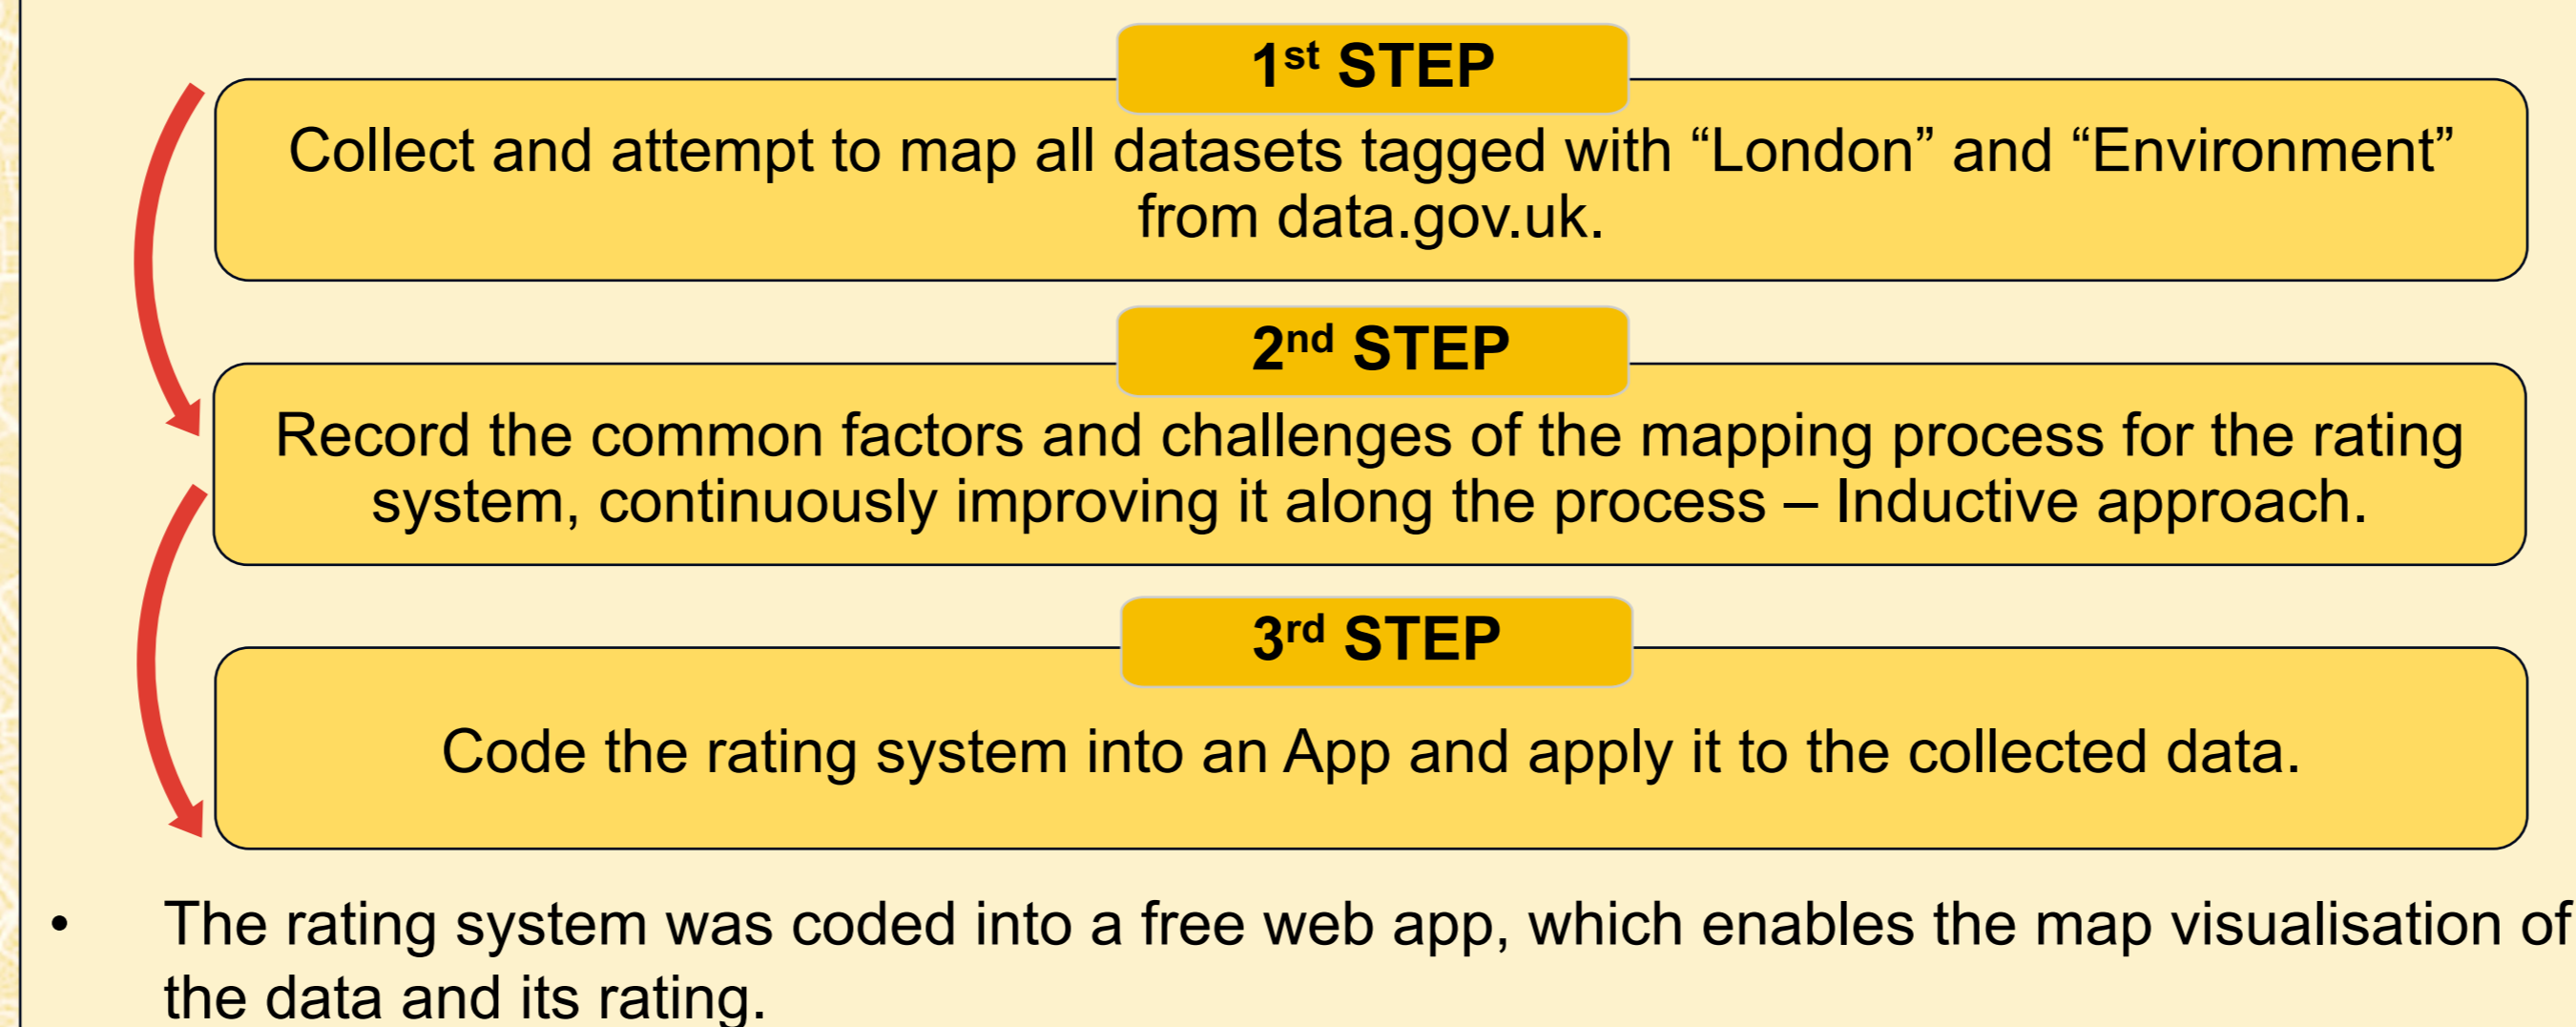 1st STEP
Collect and attempt to map all datasets tagged with “London” and “Environment”
from data.gov.uk.
2nd STEP
Record the common factors and challenges of the mapping process for the rating
system, continuously improving it along the process – Inductive approach.
3rd STEP
Code the rating system into an App and apply it to the collected data.
• The rating system was coded into a free web app, which enables the map visualisation of
the data and its rating.